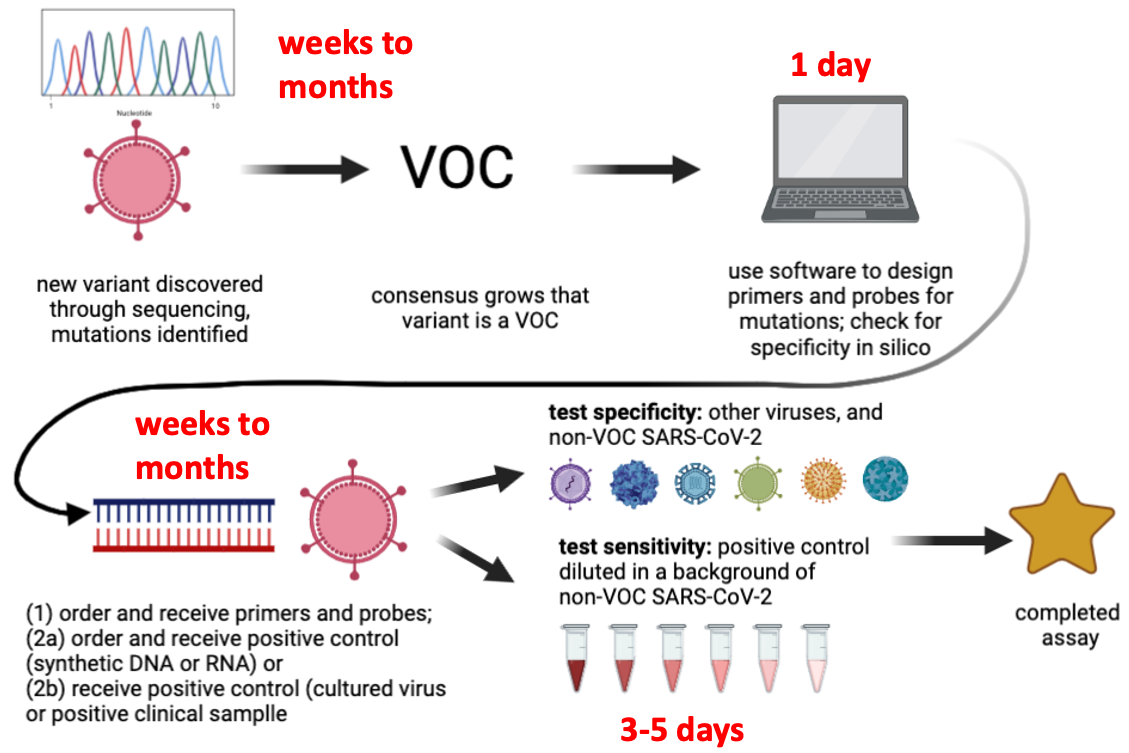 weeks to
months
1 day
1
10
Nucleotide
VOC
new variant discovered
through sequencing,
mutations identified
consensus grows that
variant is a VOC
use software to design
primers and probes for
mutations; check for
specificity in silico
weeks to
months
test specificity: other viruses, and
non-VOC SARS-CoV-2
test sensitivity: positive control
diluted in a background of
non-VOC SARS-CoV-2
(1) order and receive primers and probes;
(2a) order and receive positive control
(synthetic DNA or RNA) or
(2b) receive positive control (cultured virus
or positive clinical samplle
3-5 days
completed
assay